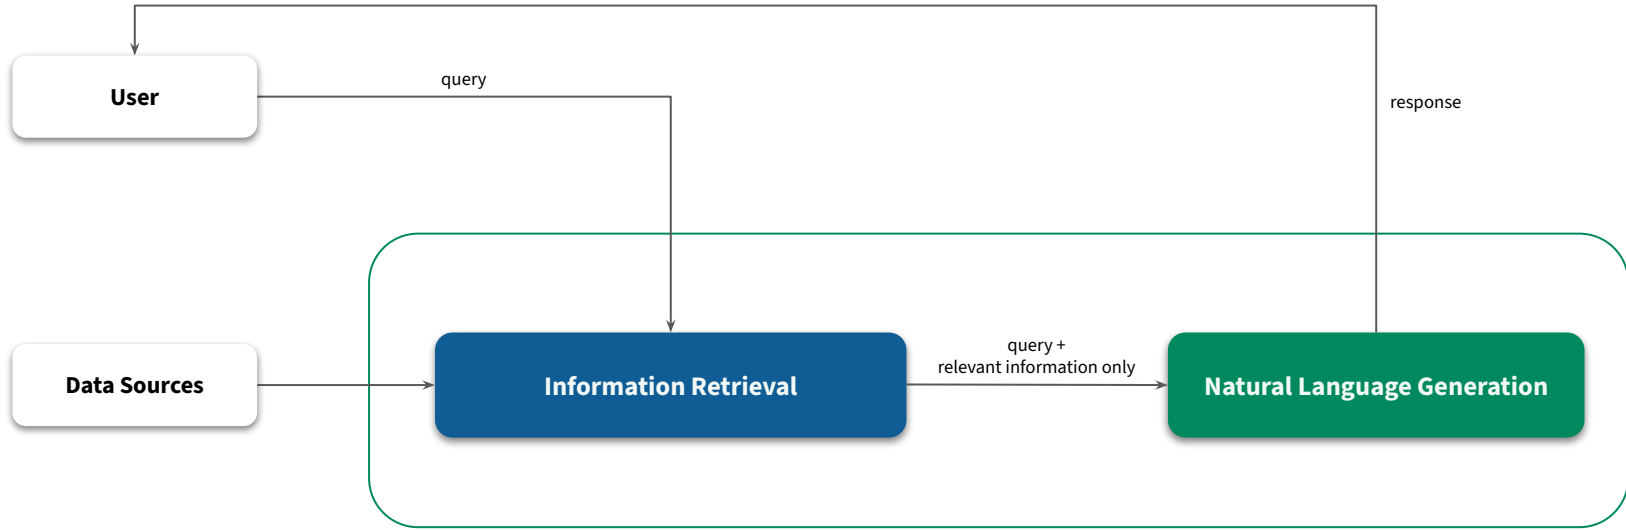 User
query
response
Data Sources
Information Retrieval
query +
relevant information only
Natural Language Generation